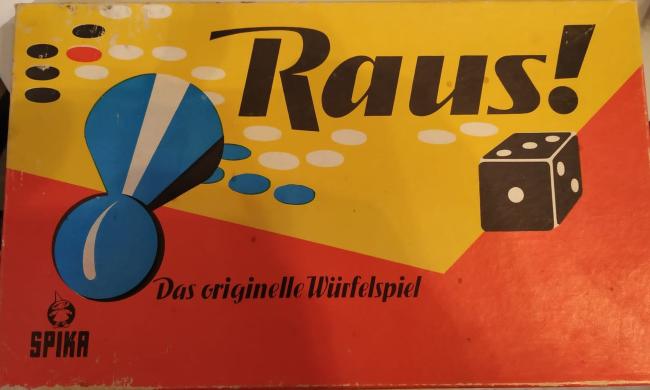 Raus!
Das originelle Würfelspiel
SPIKA